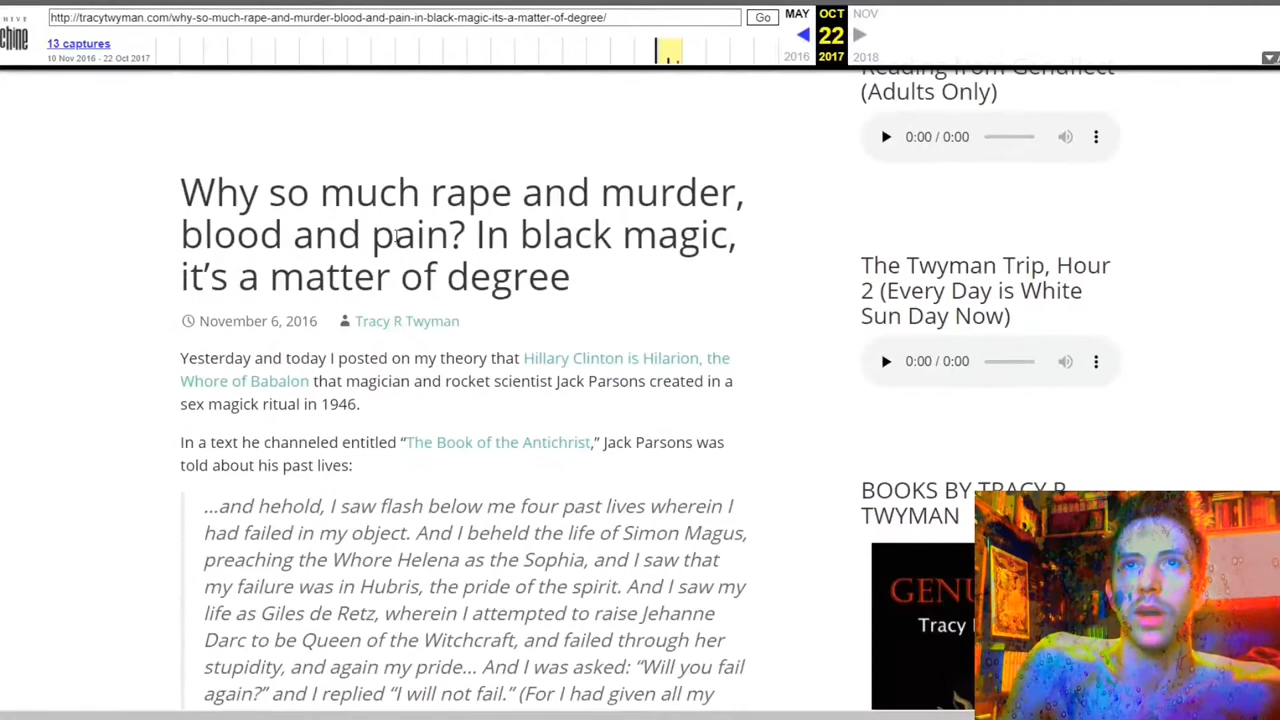 http://tracytwyman.com/why-so-much-rape-and-murder-blood-and-pain-in-black-magic-its-a-matter-of-degree/
Go
MAY
OCT
NOV
13 captures
22
10 Nov 2016 - 22 Oct 2017
2016
2017
2018
Reading from Genuflect
(Adults Only)
0:00 / 0:00
Why so much rape and murder,
blood and pain? In black magic,
it's a matter of degree
November 6, 2016
Tracy R Twyman
Yesterday and today I posted on my theory that Hillary Clinton is Hilarion, the
Whore of Babalon that magician and rocket scientist Jack Parsons created in a
sex magick ritual in 1946.
In a text he channeled entitled “The Book of the Antichrist,” Jack Parsons was
told about his past lives:
…and hehold, I saw flash below me four past lives wherein I
had failed in my object. And I beheld the life of Simon Magus,
preaching the Whore Helena as the Sophia, and I saw that
my failure was in Hubris, the pride of the spirit. And I saw my
life as Giles de Retz, wherein I attempted to raise Jehanne
Darc to be Queen of the Witchcraft, and failed through her
stupidity, and again my pride… And I was asked: “Will you fail
again?” and I replied “I will not fail.” (For I had given all my
The Twyman Trip, Hour
2 (Every Day is White
Sun Day Now)
0:00 / 0:00
BOOKS BY TRACY R
TWYMAN
GENU
Tracy